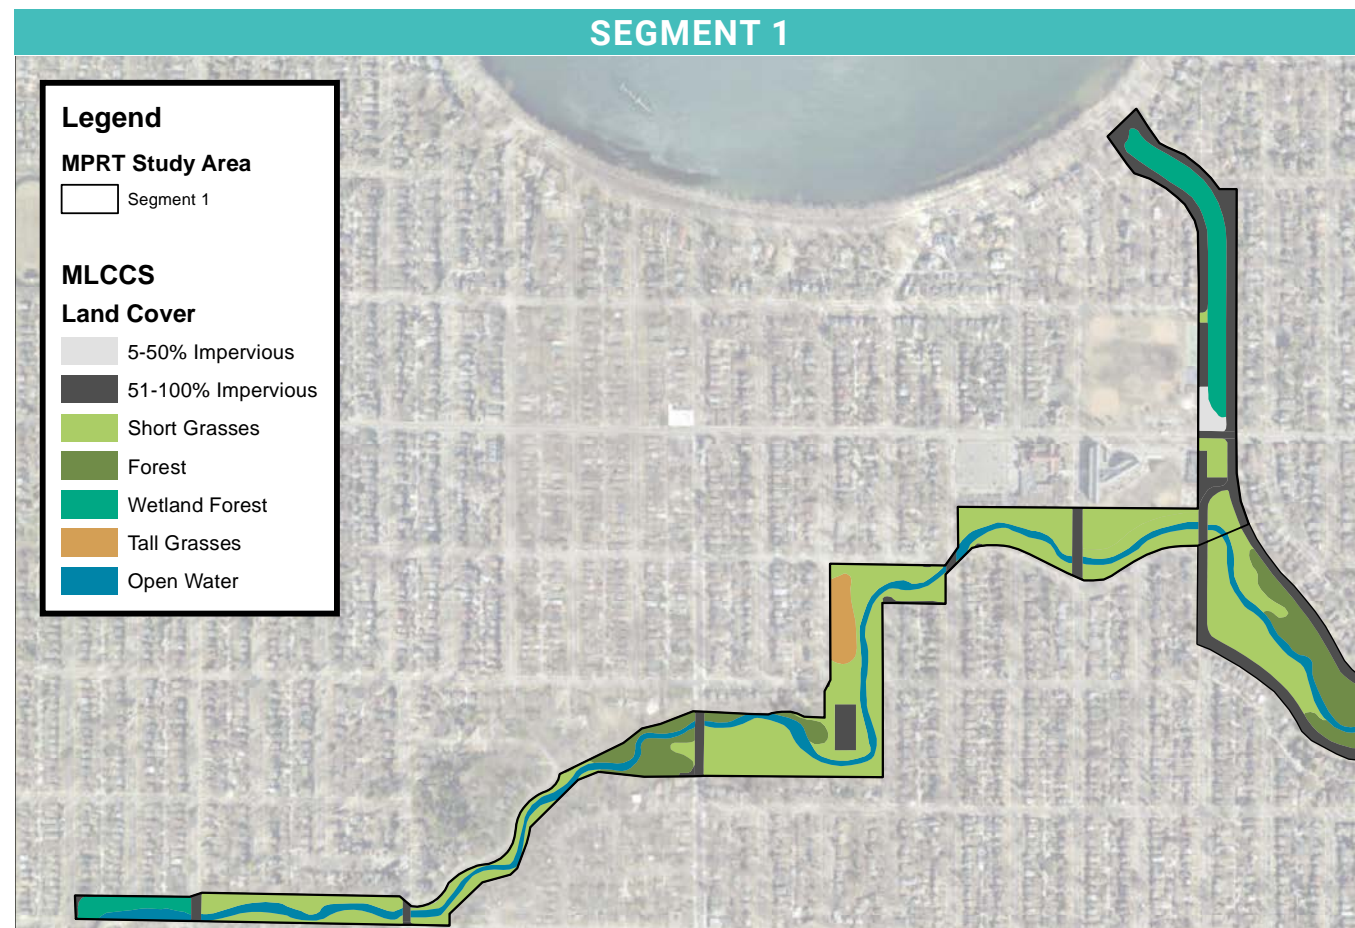 SEGMENT 1
Legend
MPRT Study Area
Segment 1
MLCCS
Land Cover
5-50% Impervious
51-100% Impervious
Short Grasses
Forest
Wetland Forest
Tall Grasses
Open Water